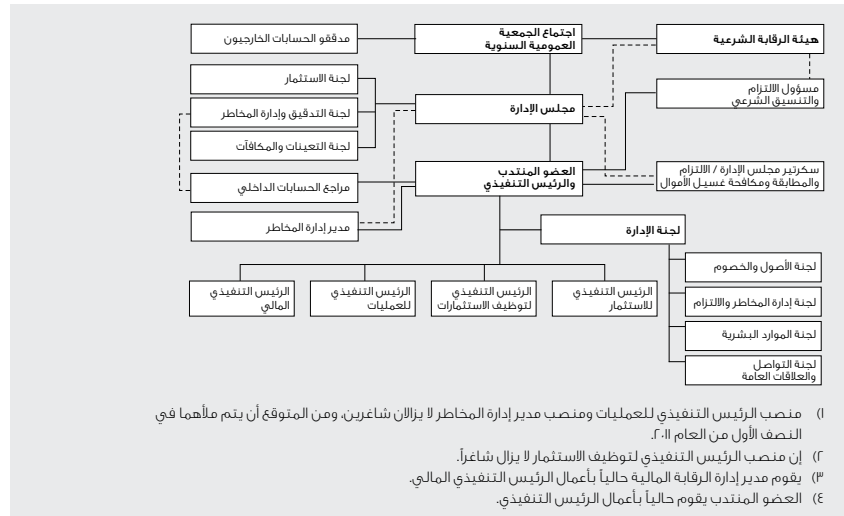 اجتماع الجمعية
العمومية السنوية
هيئة الرقابة الشرعية
مدققو الحسابات الخارجيون
مسؤول الالتزام
والتنسيق الشرعي
مجلس الإدارة
لجنة الاستثمار
لجنة التدقيق وإدارة المخاطر
لجنة التعينات والمكافآت
سكرتير مجلس الإدارة / الالتزام
والمطابقة ومكافحة غسيل الأموال
العضو المنتدب
والرئيس التنفيذي
مراجع الحسابات الداخلي
مدير إدارة المخاطر
لجنة الإدارة
لجنة الأصول والخصوم
لجنة إدارة المخاطر والالتزام
لجنة الموارد البشرية
لجنة التواصل
والعلاقات العامة
الرئيس التنفيذي
للاستثمار
الرئيس التنفيذي
لتوظيف الاستثمارات
الرئيس التنفيذي
للعمليات
الرئيس التنفيذي
المالي
١) منصب الرئيس التنفيذي للعمليات ومنصب مدير إدارة المخاطر لا يزالان شاغرين، ومن المتوقع أن يتم ملأهما في
النصف الأول من العام ٢٠١١.
٢) إن منصب الرئيس التنفيذي لتوظيف الاستثمار لا يزال شاغراً.
٣) يقوم مدير إدارة الرقابة المالية حالياً بأعمال الرئيس التنفيذي المالي.
٤) العضو المنتدب يقوم حالياً بأعمال الرئيس التنفيذي.